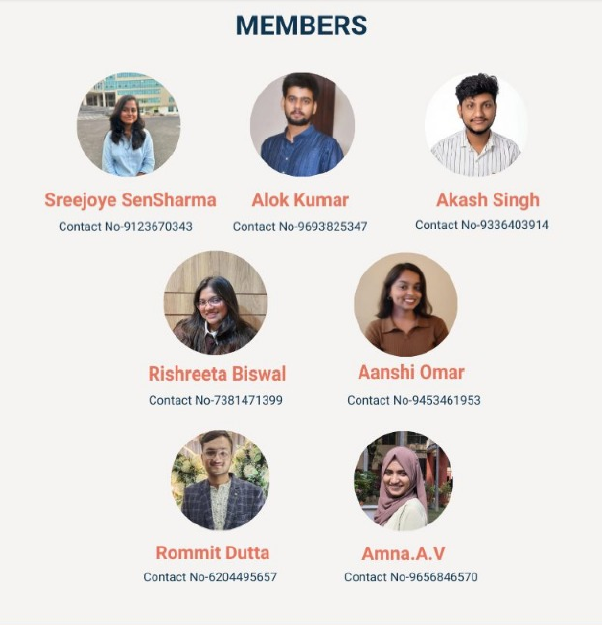 MEMBERS
Sreejoye SenSharma
Contact No-9123670343
Alok Kumar
Contact No-9693825347
Akash Singh
Contact No-9336403914
Rishreeta Biswal
Contact No-7381471399
Aanshi Omar
Contact No-9453461953
Rommit Dutta
Contact No-6204495657
Amna.A.V
Contact No-9656846570